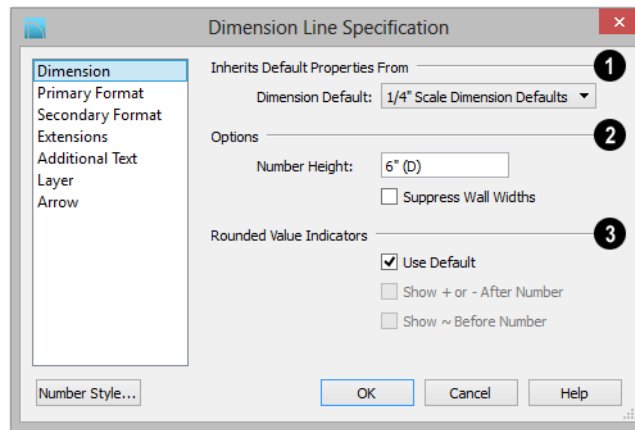 Dimension Line Specification
×
Dimension
Primary Format
Secondary Format
Extensions
Additional Text
Layer
Arrow
Inherits Default Properties From
1
Dimension Default: 1/4" Scale Dimension Defaults
Options
2
Number Height: 6" (D)
Suppress Wall Widths
Rounded Value Indicators
3
Use Default
Show + or - After Number
Show ~ Before Number
Number Style...
OK
Cancel
Help